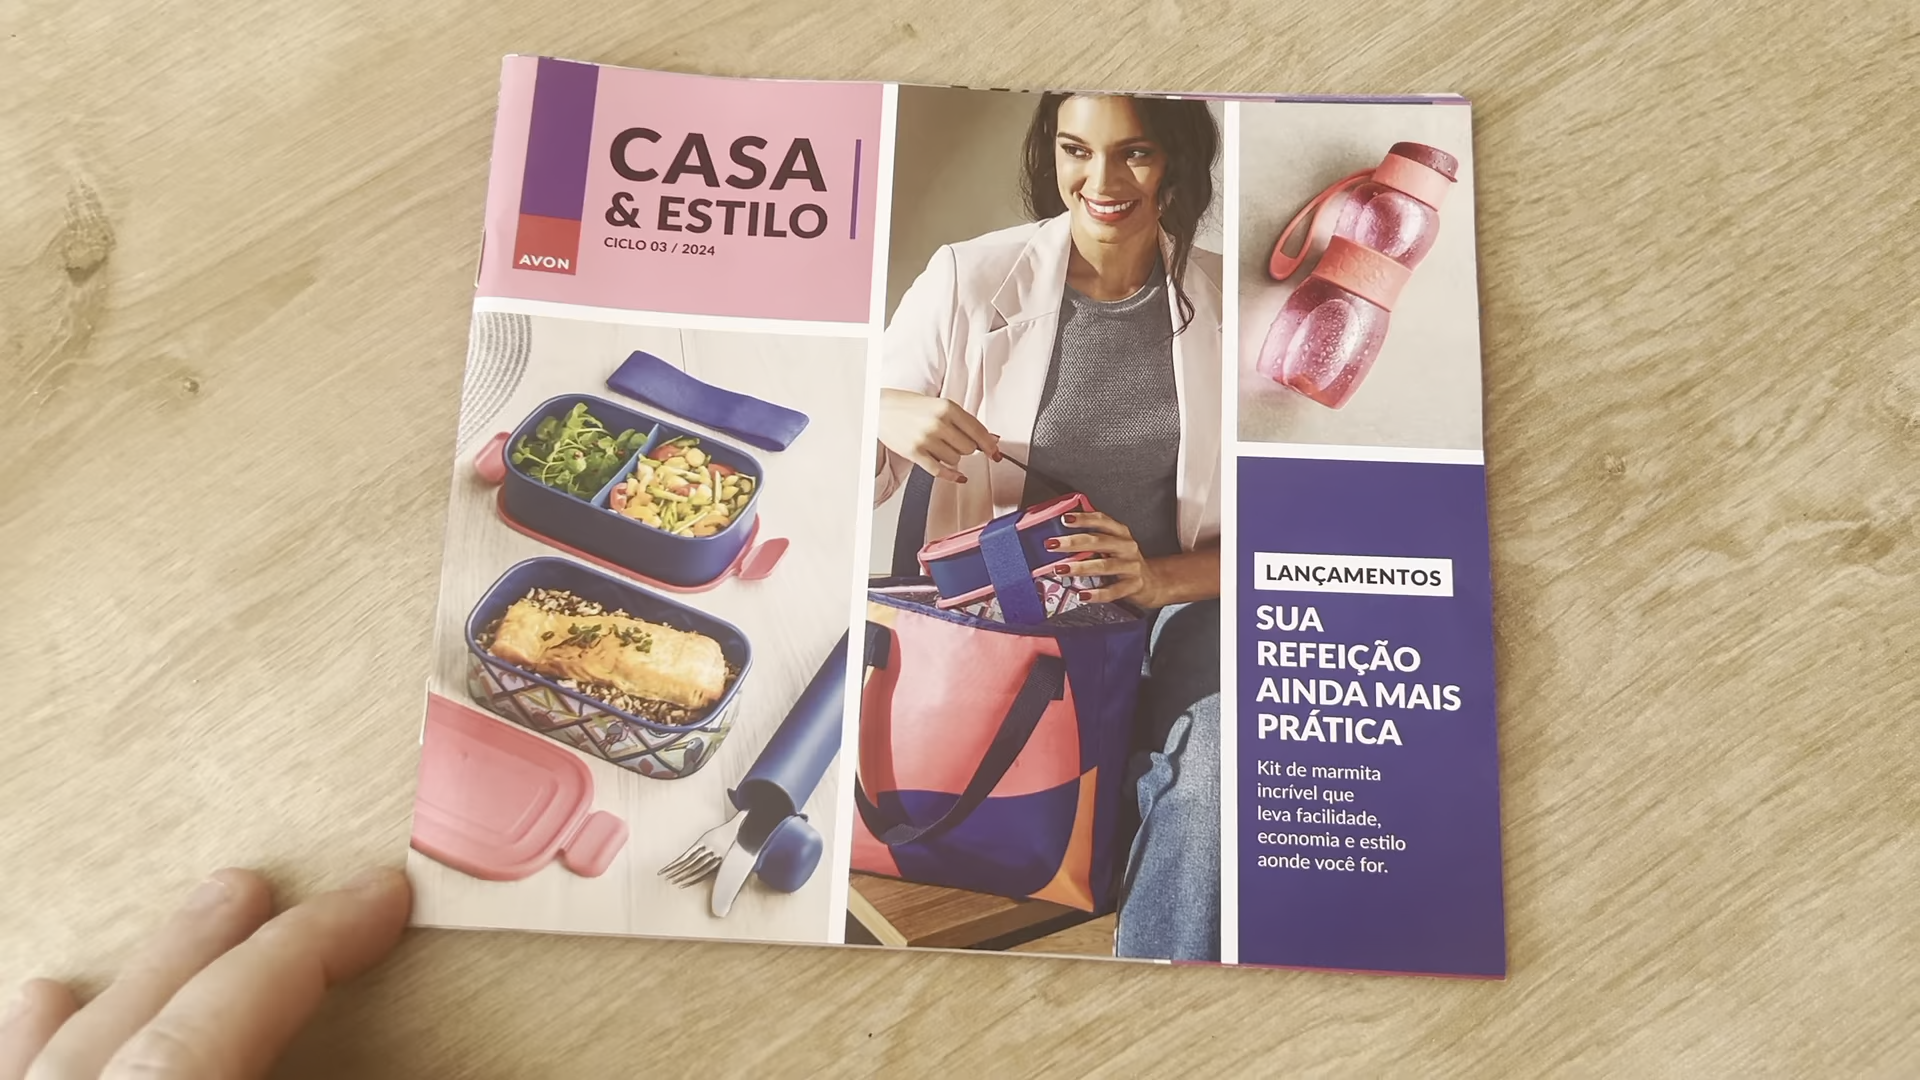 CASA
& ESTILO
CICLO 03 / 2024
AVON
LANÇAMENTOS
SUA
REFEIÇÃO
AINDA MAIS
PRÁTICA
Kit de marmita
incrível que
leva facilidade,
economia e estilo
aonde você for.